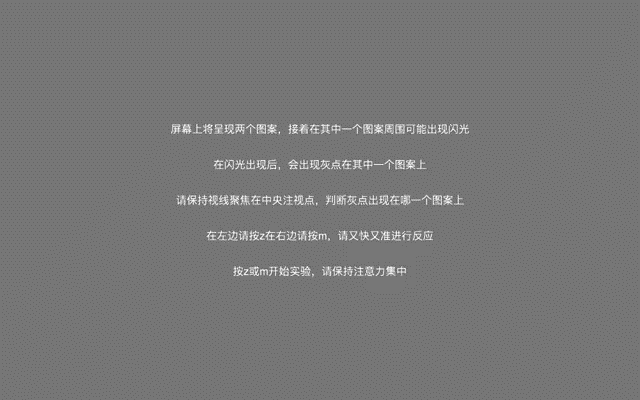 屏幕上将呈现两个图案，接着在其中一个图案周围可能出现闪光
在闪光出现后，会出现灰点在其中一个图案上
请保持视线聚焦在中央注视点，判断灰点出现在哪一个图案上
在左边请按z在右边请按m，请又快又准进行反应
按z或m开始实验，请保持注意力集中